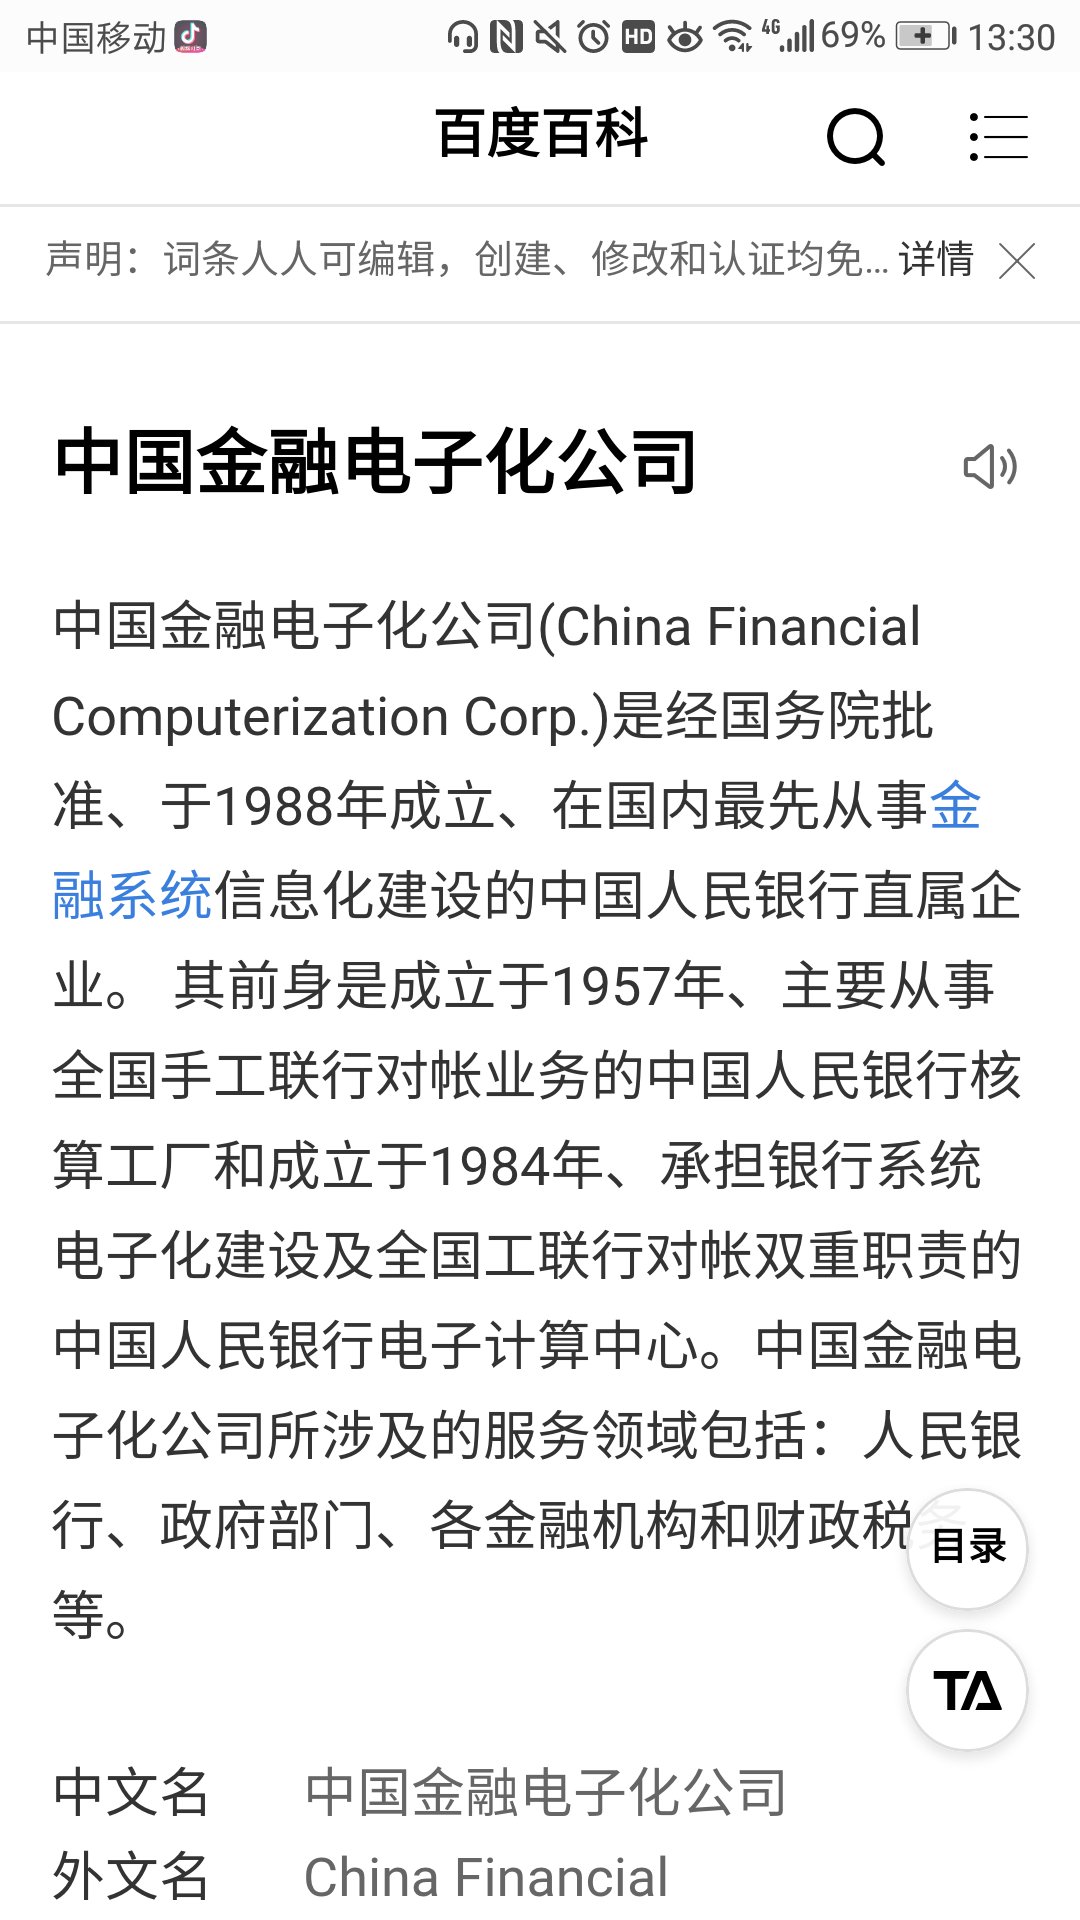 中国移动 HD 4G 69% 13:30
百度百科
声明：词条人人可编辑，创建、修改和认证均免... 详情
中国金融电子化公司
中国金融电子化公司(China Financial
Computerization Corp.)是经国务院批
准、于1988年成立、在国内最先从事金
融系统信息化建设的中国人民银行直属企
业。 其前身是成立于1957年、主要从事
全国手工联行对帐业务的中国人民银行核
算工厂和成立于1984年、承担银行系统
电子化建设及全国工联行对帐双重职责的
中国人民银行电子计算中心。中国金融电
子化公司所涉及的服务领域包括：人民银
行、政府部门、各金融机构和财政税务
等。
目录
TA
中文名 中国金融电子化公司
外文名 China Financial